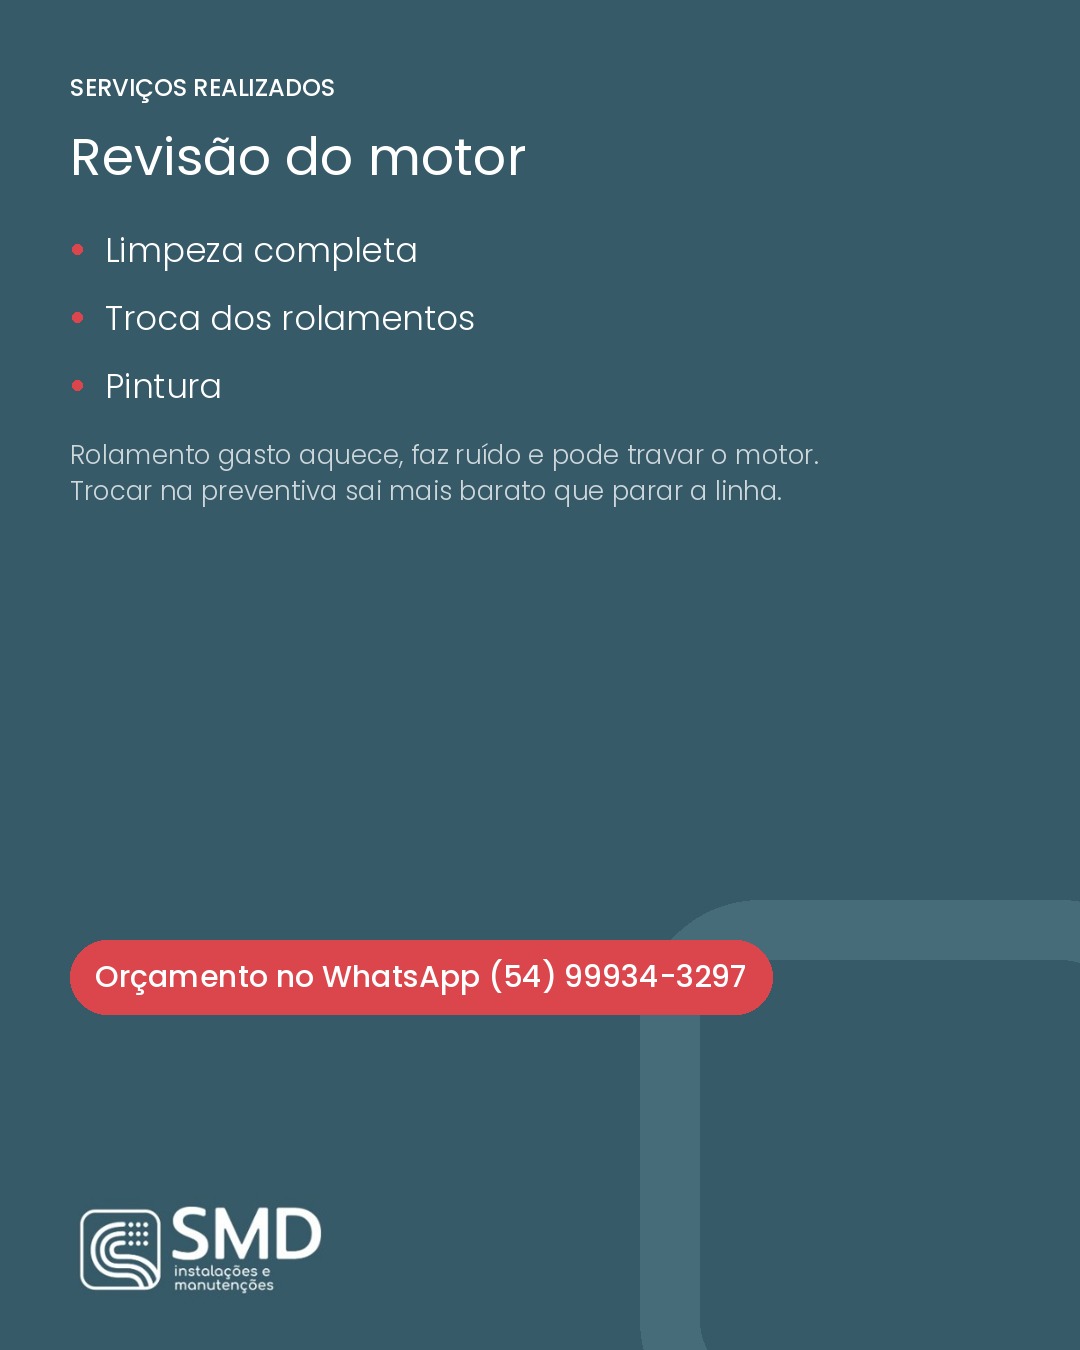 SERVIÇOS REALIZADOS
Revisão do motor
• Limpeza completa
• Troca dos rolamentos
• Pintura
Rolamento gasto aquece, faz ruído e pode travar o motor.
Trocar na preventiva sai mais barato que parar a linha.
Orçamento no WhatsApp (54) 99934-3297
SMD
instalações e
manutenções